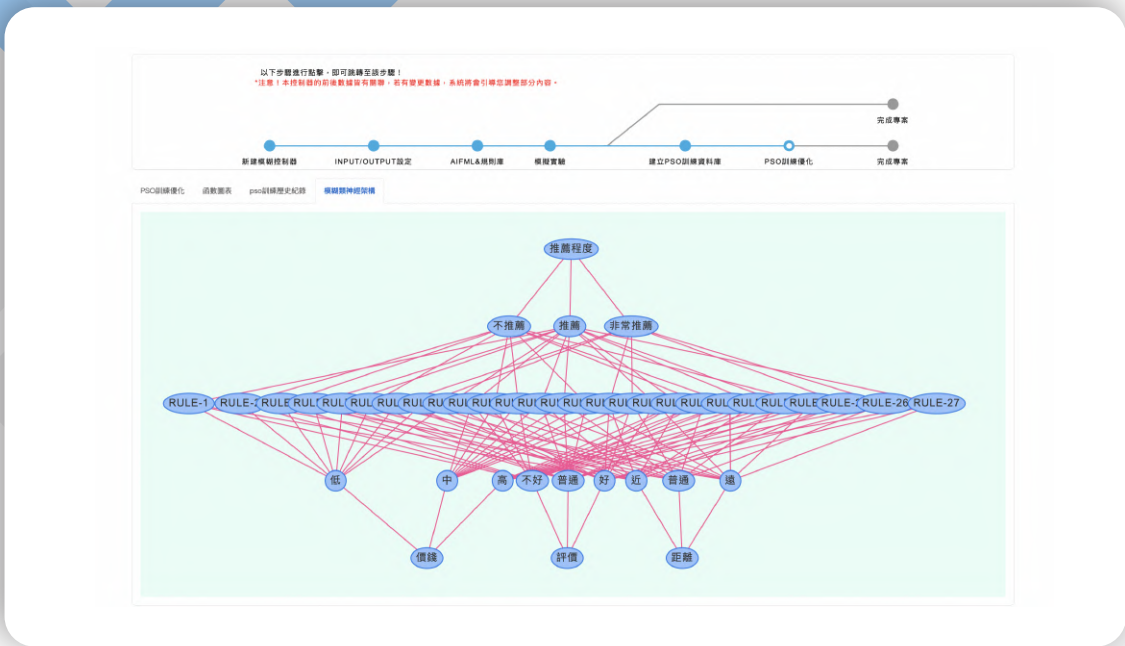 以下步驟進行點擊,即可跳轉至該步驟!
*注意!本控制器的前後數據皆有關聯,若有變更數據,系統將會引導您調整部分內容。
完成專案
新建模糊控制器 INPUT/OUTPUT設定 AIFML&規則庫 模擬實驗 建立PSO訓練資料庫 PSO訓練優化 完成專案
PSO訓練優化 函數圖表 pso訓練歷史紀錄 模糊類神經架構
推薦程度
不推薦 推薦 非常推薦
RULE-1 RULE-26 RULE-27
低 中 高 不好 普通 好 近 普通 遠
價錢 評價 距離